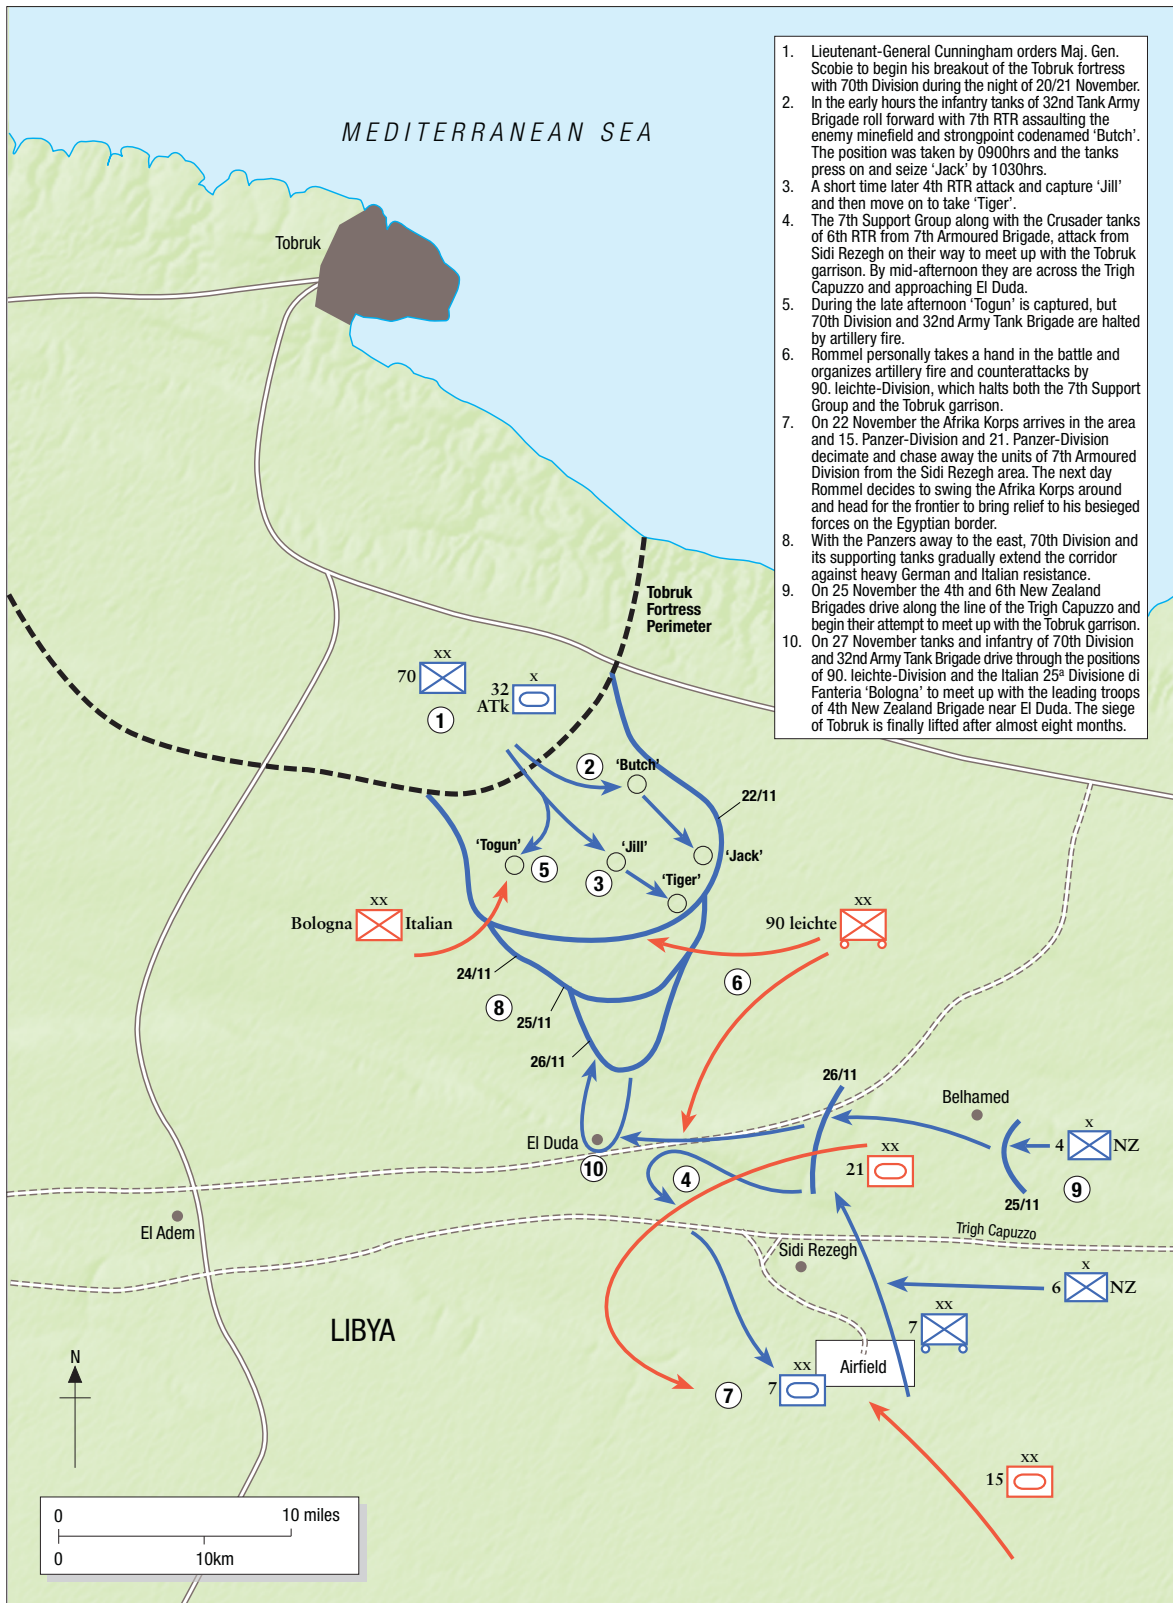 1. Lieutenant-General Cunningham orders Maj. Gen.
Scobie to begin his breakout of the Tobruk fortress
with 70th Division during the night of 20/21 November.
2. In the early hours the infantry tanks of 32nd Tank Army
Brigade roll forward with 7th RTR assaulting the
enemy minefield and strongpoint codenamed ‘Butch’.
The position was taken by 0900hrs and the tanks
press on and seize ‘Jack’ by 1030hrs.
3. A short time later 4th RTR attack and capture ‘Jill’
and then move on to take ‘Tiger’.
4. The 7th Support Group along with the Crusader tanks
of 6th RTR from 7th Armoured Brigade, attack from
Sidi Rezegh on their way to meet up with the Tobruk
garrison. By mid-afternoon they are across the Trigh
Capuzzo and approaching El Duda.
5. During the late afternoon ‘Togun’ is captured, but
70th Division and 32nd Army Tank Brigade are halted
by artillery fire.
6. Rommel personally takes a hand in the battle and
organizes artillery fire and counterattacks by
90. leichte-Division, which halts both the 7th Support
Group and the Tobruk garrison.
7. On 22 November the Afrika Korps arrives in the area
and 15. Panzer-Division and 21. Panzer-Division
decimate and chase away the units of 7th Armoured
Division from the Sidi Rezegh area. The next day
Rommel decides to swing the Afrika Korps around
and head for the frontier to bring relief to his besieged
forces on the Egyptian border.
8. With the Panzers away to the east, 70th Division and
its supporting tanks gradually extend the corridor
against heavy German and Italian resistance.
9. On 25 November the 4th and 6th New Zealand
Brigades drive along the line of the Trigh Capuzzo and
begin their attempt to meet up with the Tobruk garrison.
10. On 27 November tanks and infantry of 70th Division
and 32nd Army Tank Brigade drive through the positions
of 90. leichte-Division and the Italian 25ª Divisione di
Fanteria ‘Bologna’ to meet up with the leading troops
of 4th New Zealand Brigade near El Duda. The siege
of Tobruk is finally lifted after almost eight months.
MEDITERRANEAN SEA
Tobruk
Tobruk
Fortress
Perimeter
XX
70
1
X
32
ATk
2
‘Butch’
22/11
‘Togun’
5
‘Jill’
3
‘Jack’
‘Tiger’
XX
Bologna Italian
XX
90 leichte
24/11
8
25/11
6
26/11
26/11
Belhamed
El Duda
10
X
4 NZ
XX
21
4
25/11
9
El Adem
Trigh Capuzzo
Sidi Rezegh
X
6 NZ
XX
7
LIBYA
Airfield
XX
7
7
N
XX
15
0 10 miles
0 10km